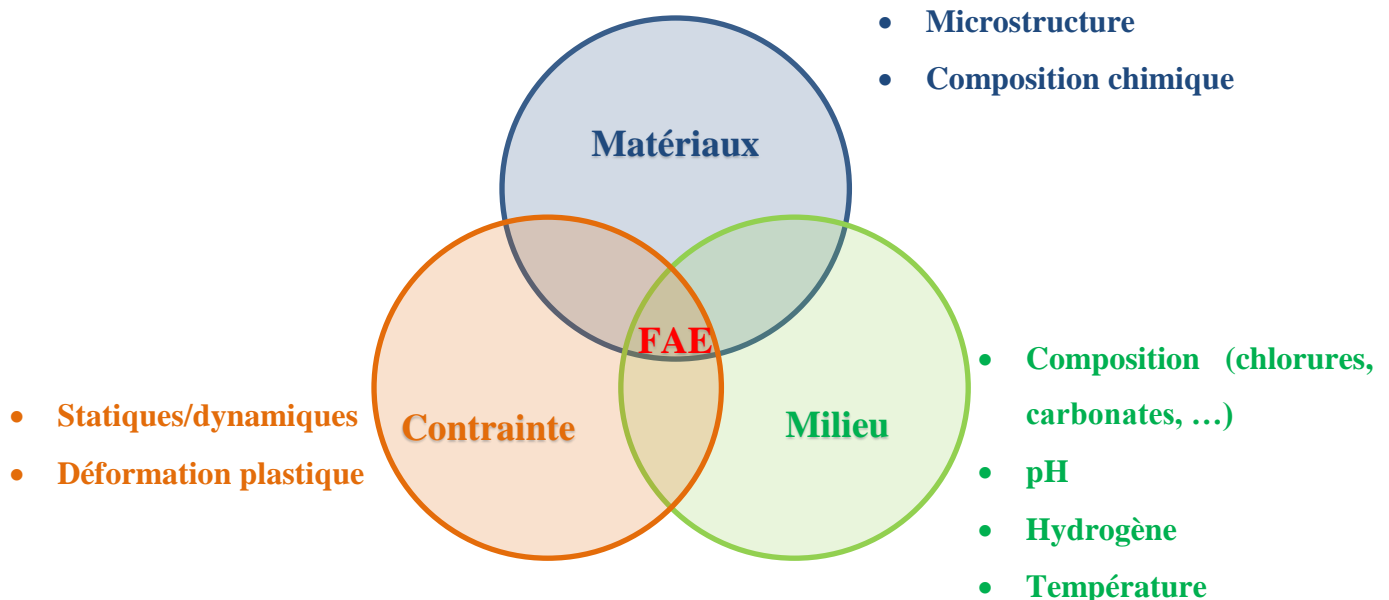 • Microstructure
• Composition chimique
Matériaux
FAE
• Composition (chlorures,
carbonates, …)
• Statiques/dynamiques
Contrainte
Milieu
• pH
• Déformation plastique
• Hydrogène
• Température